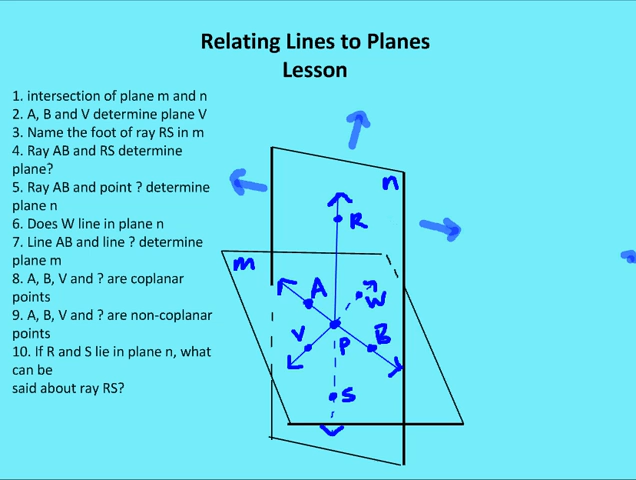 Relating Lines to Planes
Lesson
1. intersection of plane m and n
2. A, B and V determine plane V
3. Name the foot of ray RS in m
4. Ray AB and RS determine
plane?
5. Ray AB and point ? determine
plane n
6. Does W line in plane n
7. Line AB and line ? determine
plane m
8. A, B, V and ? are coplanar
points
9. A, B, V and ? are non-coplanar
points
10. If R and S lie in plane n, what
can be
said about ray RS?
n
R
m
A
W
V
P
B
S